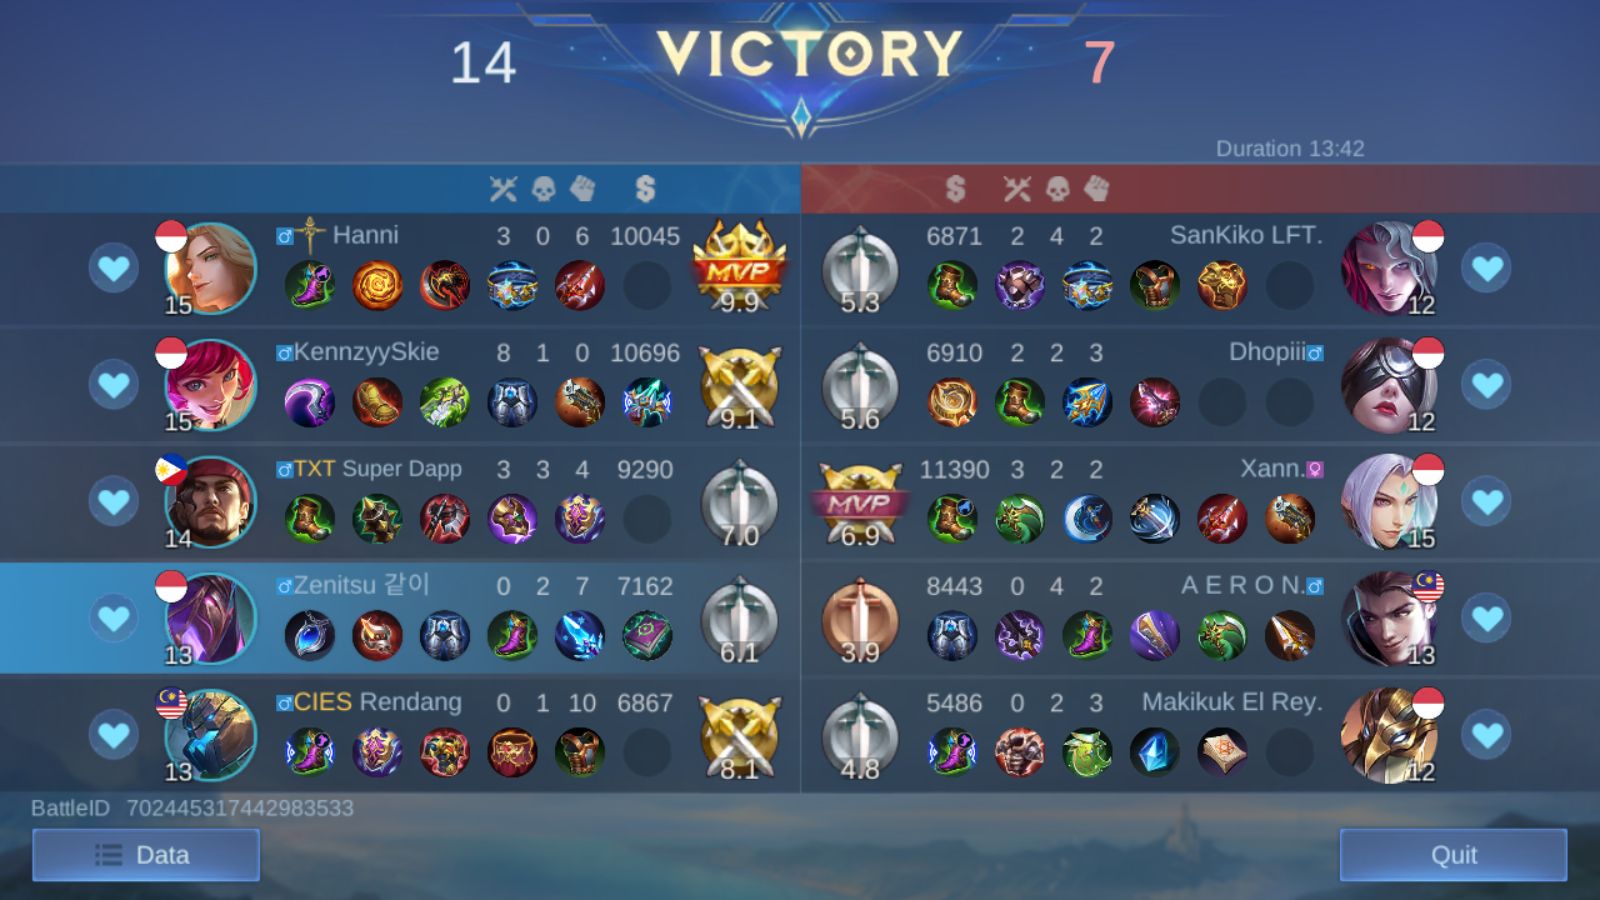 14 VICTORY 7
Duration 13:42
Hanni 3 0 6 10045 MVP 9.9 15
5.3 6871 2 4 2 SanKiko LFT. 12
KennzyySkie 8 1 0 10696 9.1 15
5.6 6910 2 2 3 Dhopiii 12
TXT Super Dapp 3 3 4 9290 7.0 14
MVP 6.9 11390 3 2 2 Xann. 15
Zenitsu 같이 0 2 7 7162 6.1 13
3.9 8443 0 4 2 A E R O N. 13
CIES Rendang 0 1 10 6867 8.1 13
4.8 5486 0 2 3 Makikuk El Rey. 12
BattleID 702445317442983533
Data
Quit